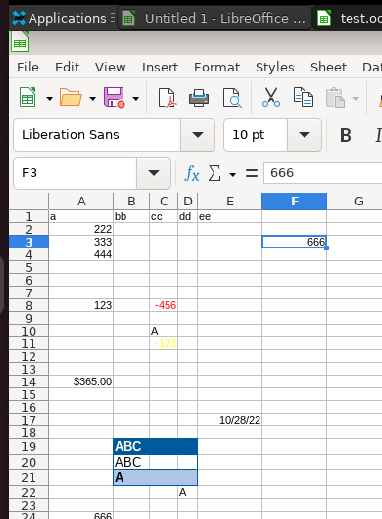 Applications
Untitled 1 - LibreOffice ...
test.oc
File Edit View Insert Format Styles Sheet Da
Liberation Sans 10 pt B I
F3 fx Σ = 666
A B C D E F G
1 a bb cc dd ee
2 222
3 333 666
4 444
5
6
7
8 123 -456
9
10 A
11 -123
12
13
14 $365.00
15
16
17 10/28/22
18
19 ABC
20 ABC
21 A
22 A
23
24 666